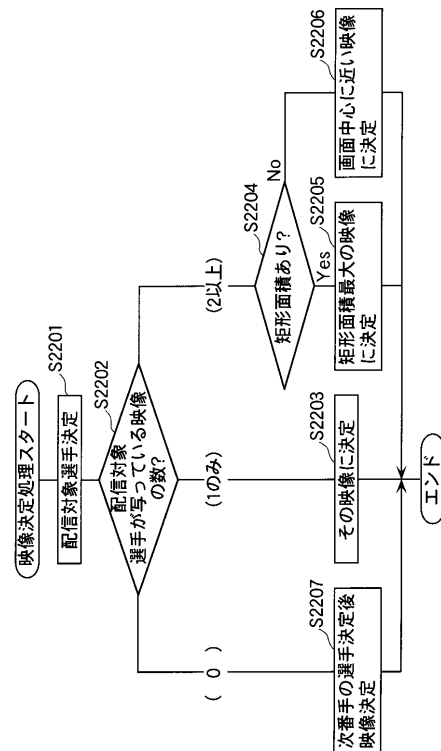 映像決定処理スタート
S2201
配信対象選手決定
S2202
配信対象
選手が写っている映像
の数?
(0)
(1のみ)
(2以上)
S2204
矩形面積あり?
No
Yes
S2207
次番手の選手決定後
映像決定
S2203
その映像に決定
S2205
矩形面積最大の映像
に決定
S2206
画面中心に近い映像
に決定
エンド